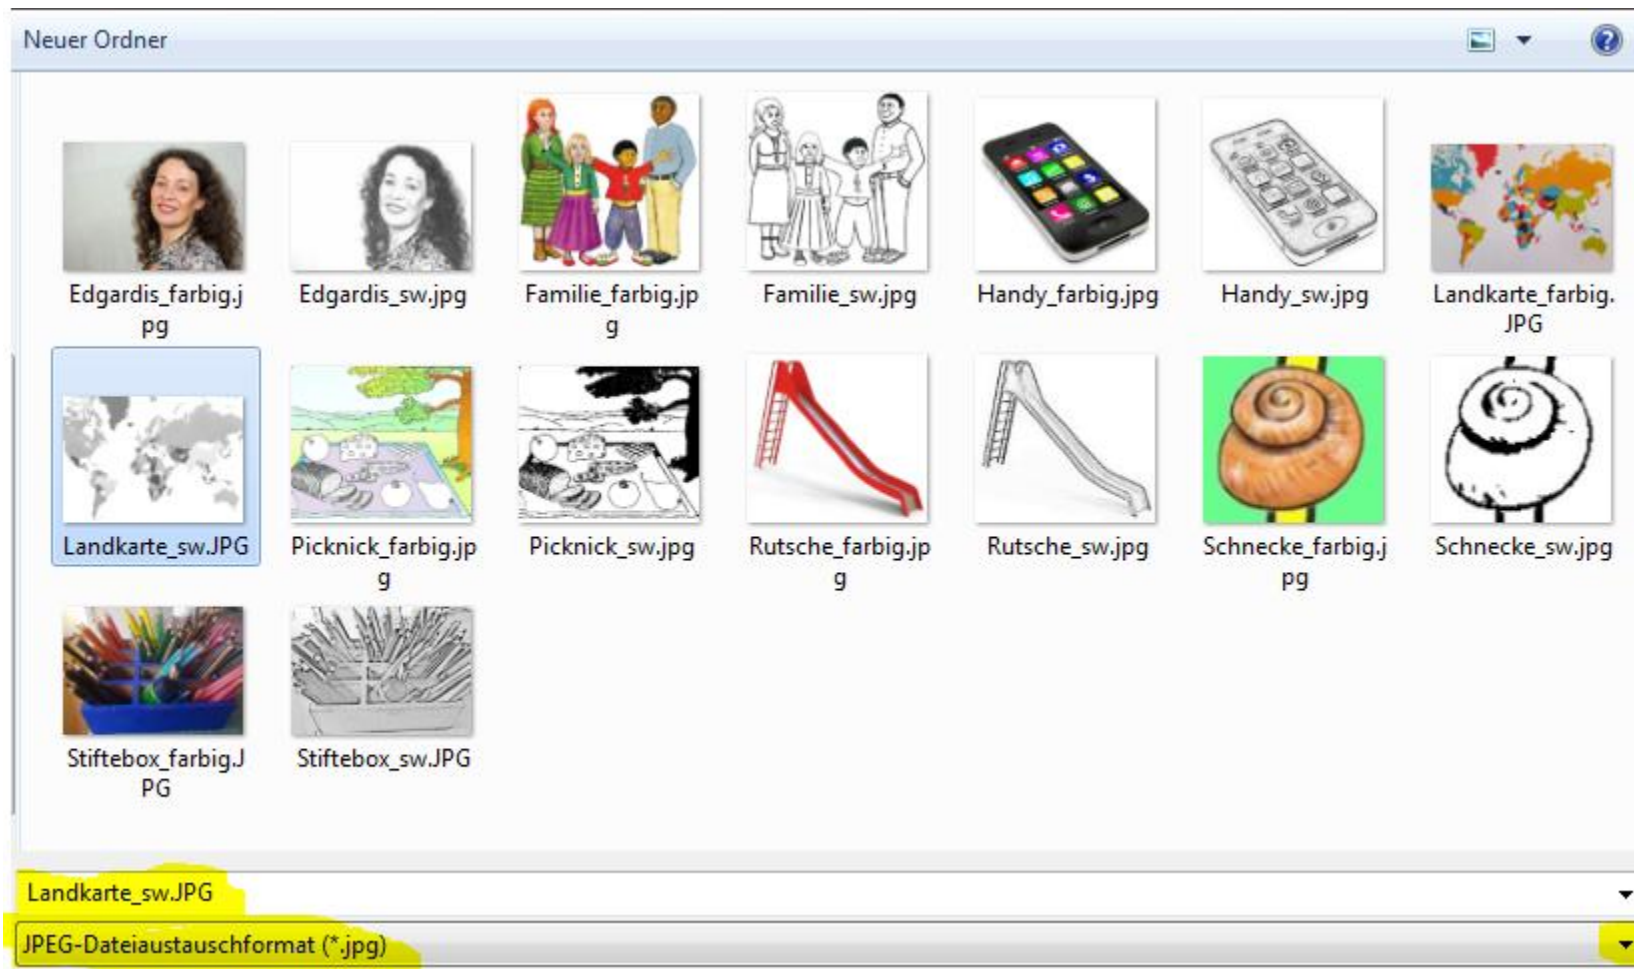 Neuer Ordner
Edgardis_farbig.j
pg
Edgardis_sw.jpg
Familie_farbig.jp
g
Familie_sw.jpg
Handy_farbig.jpg
Handy_sw.jpg
Landkarte_farbig.
JPG
Landkarte_sw.JPG
Picknick_farbig.jp
g
Picknick_sw.jpg
Rutsche_farbig.jp
g
Rutsche_sw.jpg
Schnecke_farbig.j
pg
Schnecke_sw.jpg
Stiftebox_farbig.J
PG
Stiftebox_sw.JPG
Landkarte_sw.JPG
JPEG-Dateiaustauschformat (*.jpg)